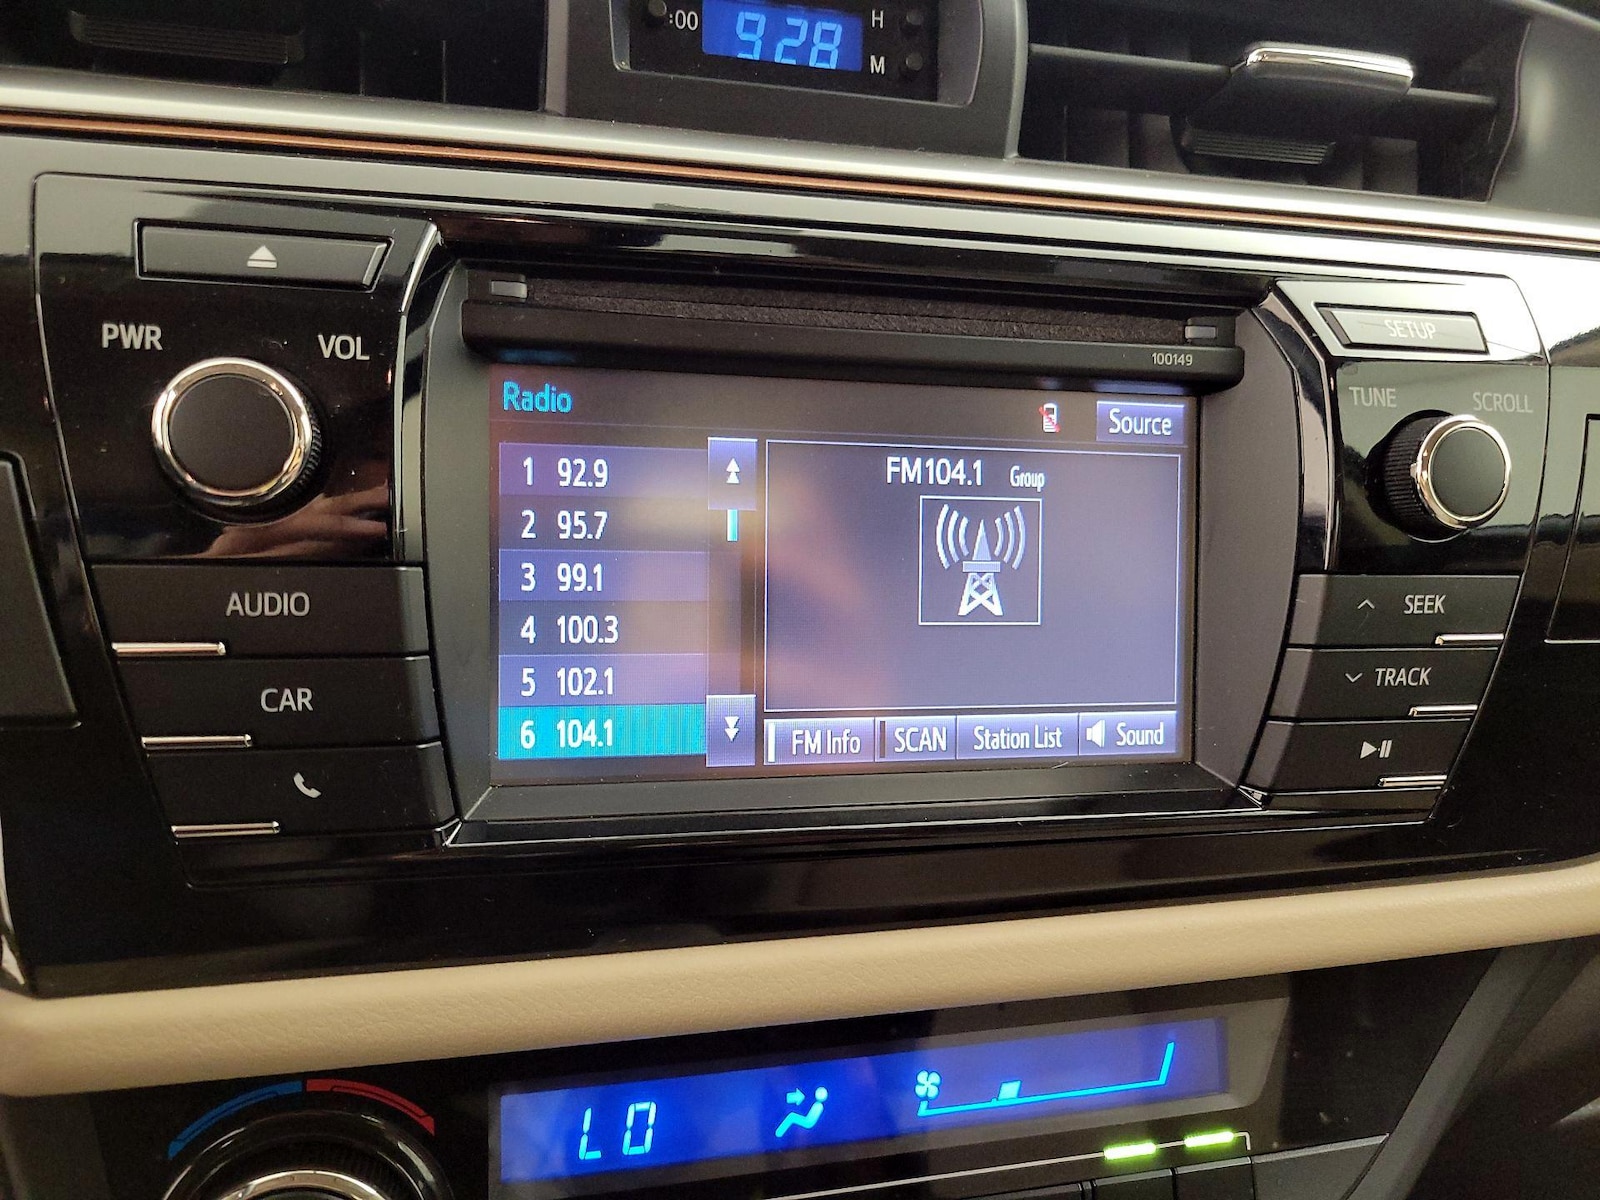 :00 928 H
M
PWR VOL
SETUP
TUNE SCROLL
100149
Radio
Source
1 92.9
2 95.7
3 99.1
4 100.3
5 102.1
6 104.1
FM104.1 Group
FM Info SCAN Station List Sound
AUDIO
CAR
SEEK
TRACK
LO